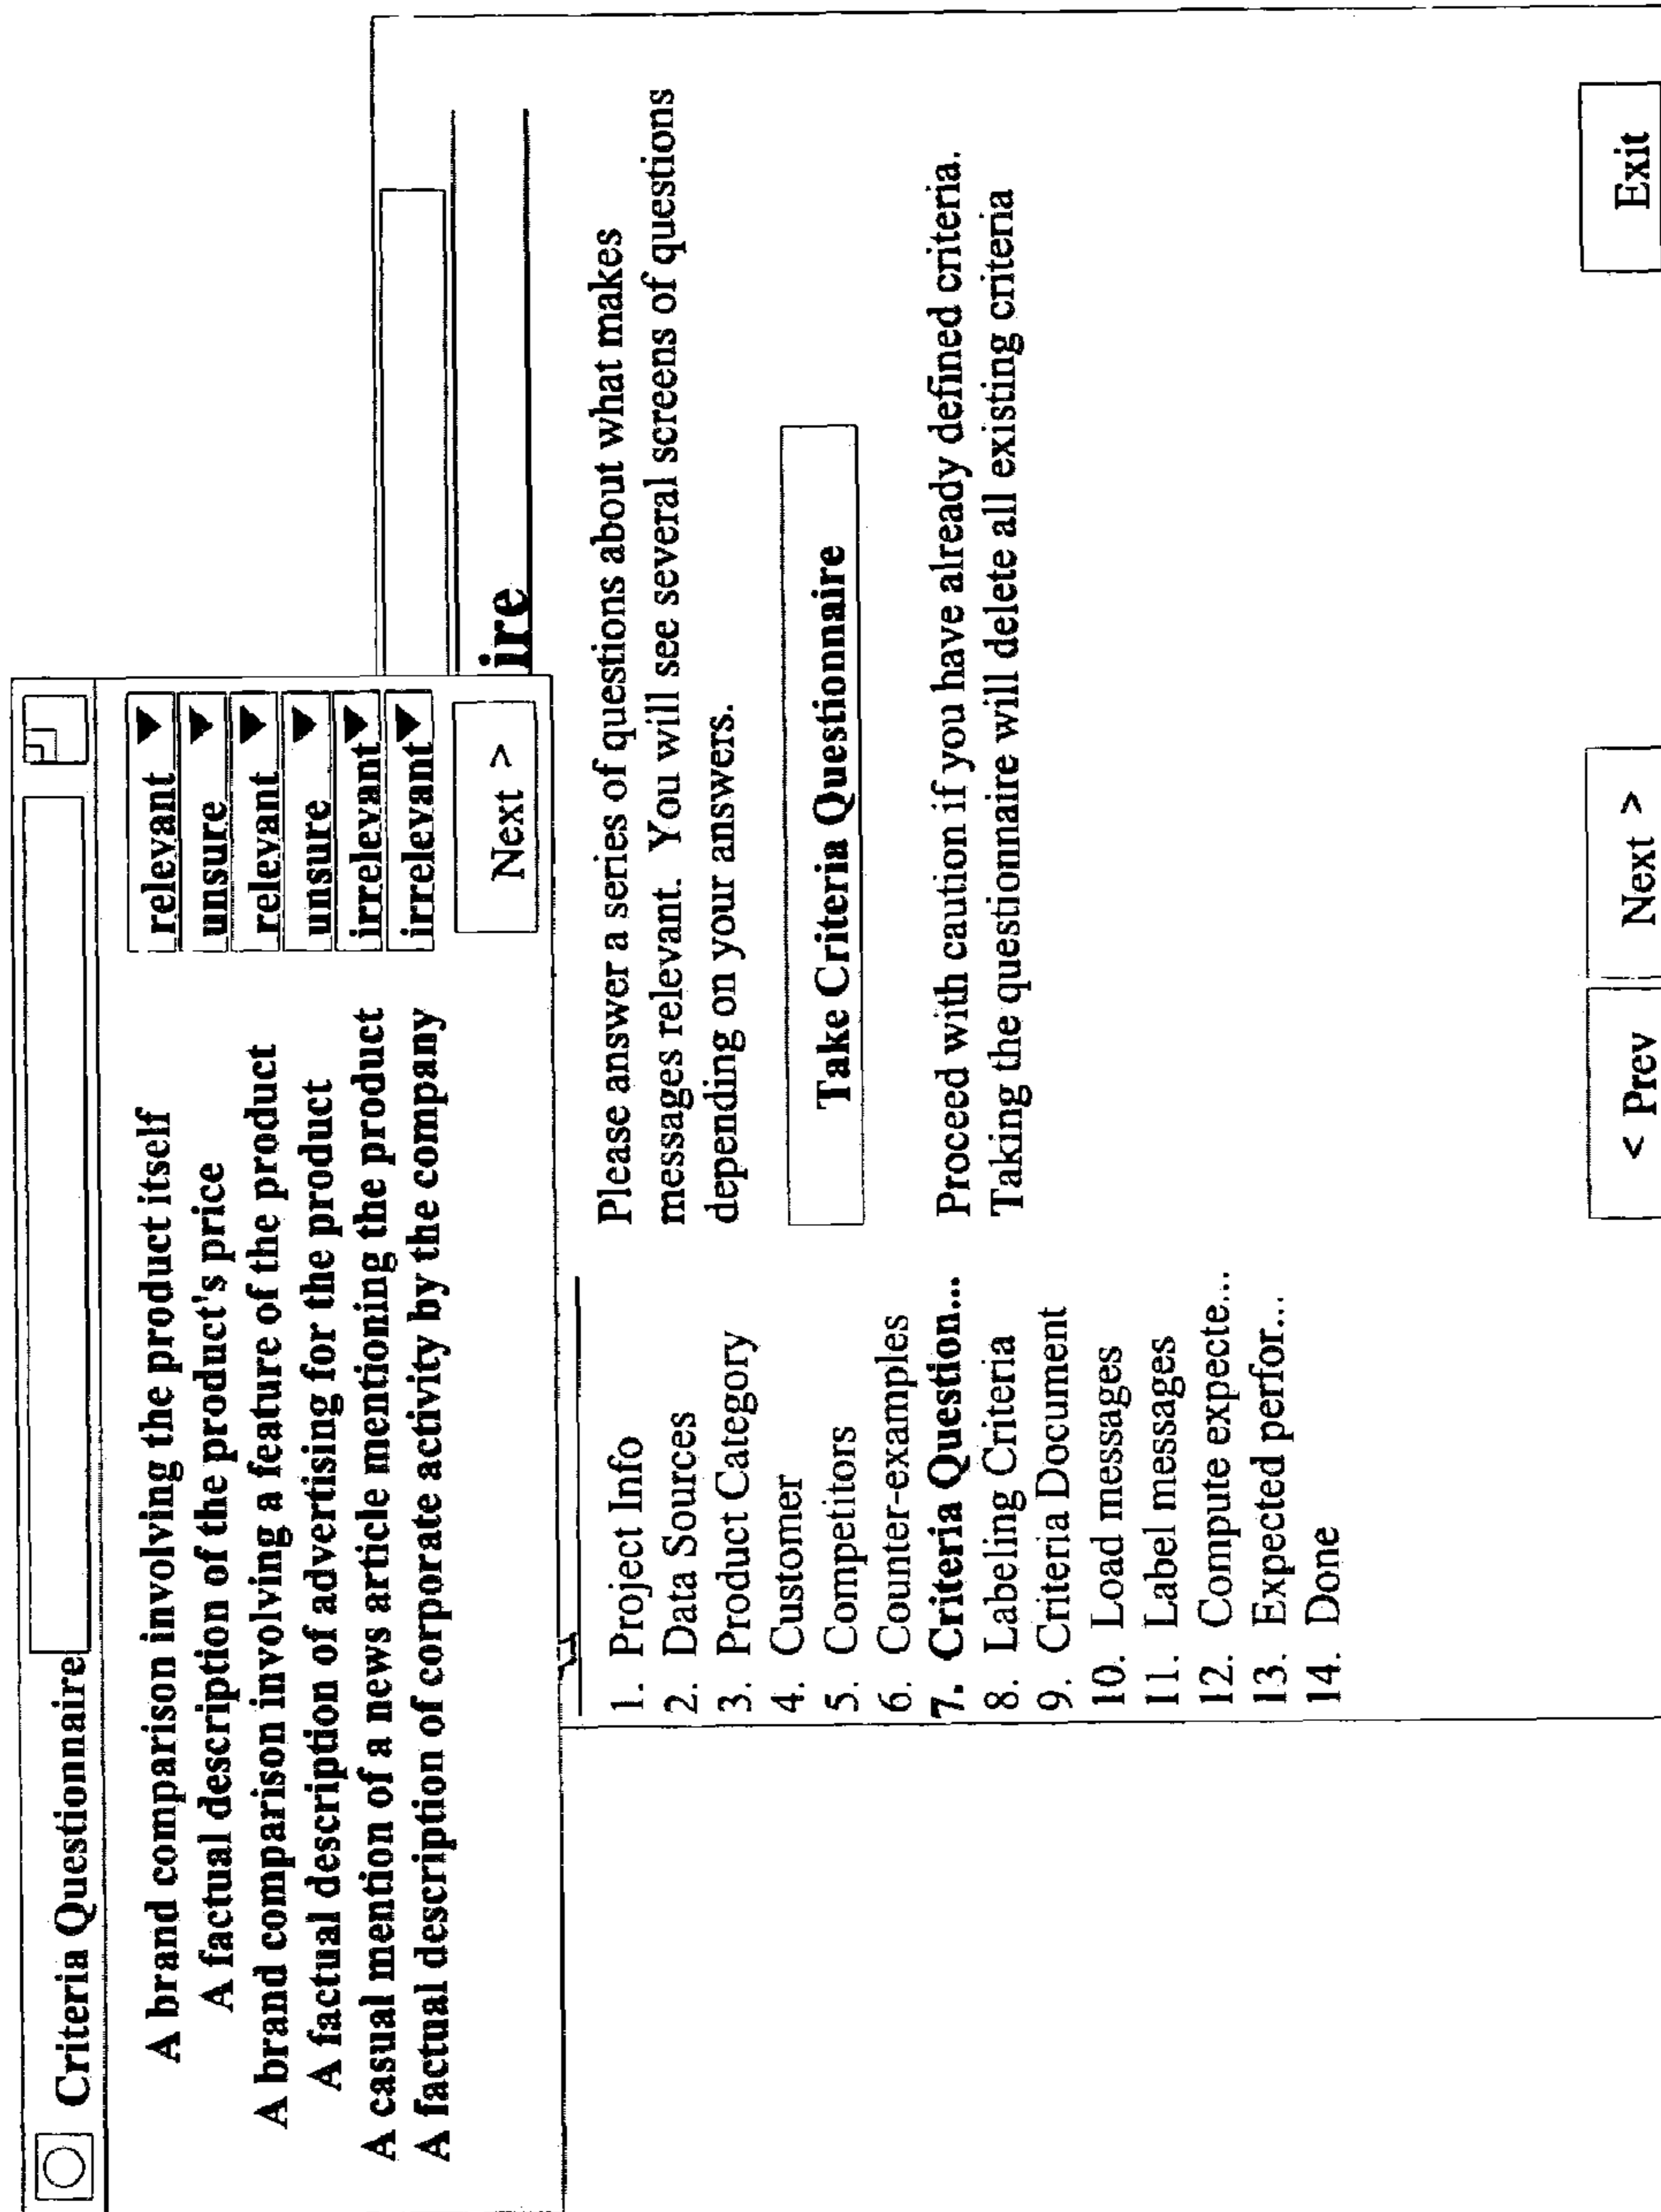 Criteria Questionnaire
A brand comparison involving the product itself relevant
A factual description of the product's price unsure
A brand comparison involving a feature of the product relevant
A factual description of advertising for the product unsure
A casual mention of a news article mentioning the product irrelevant
A factual description of corporate activity by the company irrelevant
Next >
ire
1. Project Info
2. Data Sources
3. Product Category
4. Customer
5. Competitors
6. Counter-examples
7. Criteria Question...
8. Labeling Criteria
9. Criteria Document
10. Load messages
11. Label messages
12. Compute expecte...
13. Expected perfor...
14. Done
Please answer a series of questions about what makes
messages relevant. You will see several screens of questions
depending on your answers.
Take Criteria Questionnaire
Proceed with caution if you have already defined criteria.
Taking the questionnaire will delete all existing criteria
< Prev Next > Exit